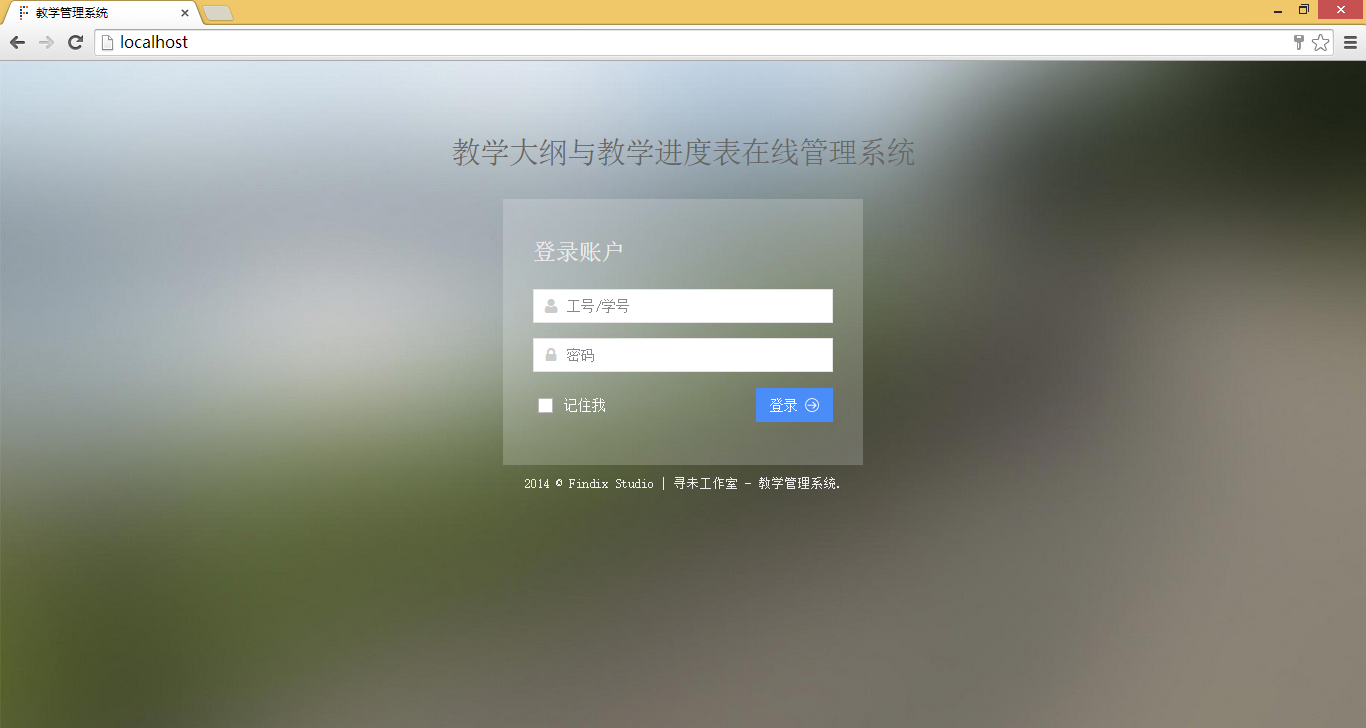 教学管理系统
localhost
教学大纲与教学进度表在线管理系统
登录账户
工号/学号
密码
记住我
登录
2014 © Findix Studio | 寻未工作室 - 教学管理系统.